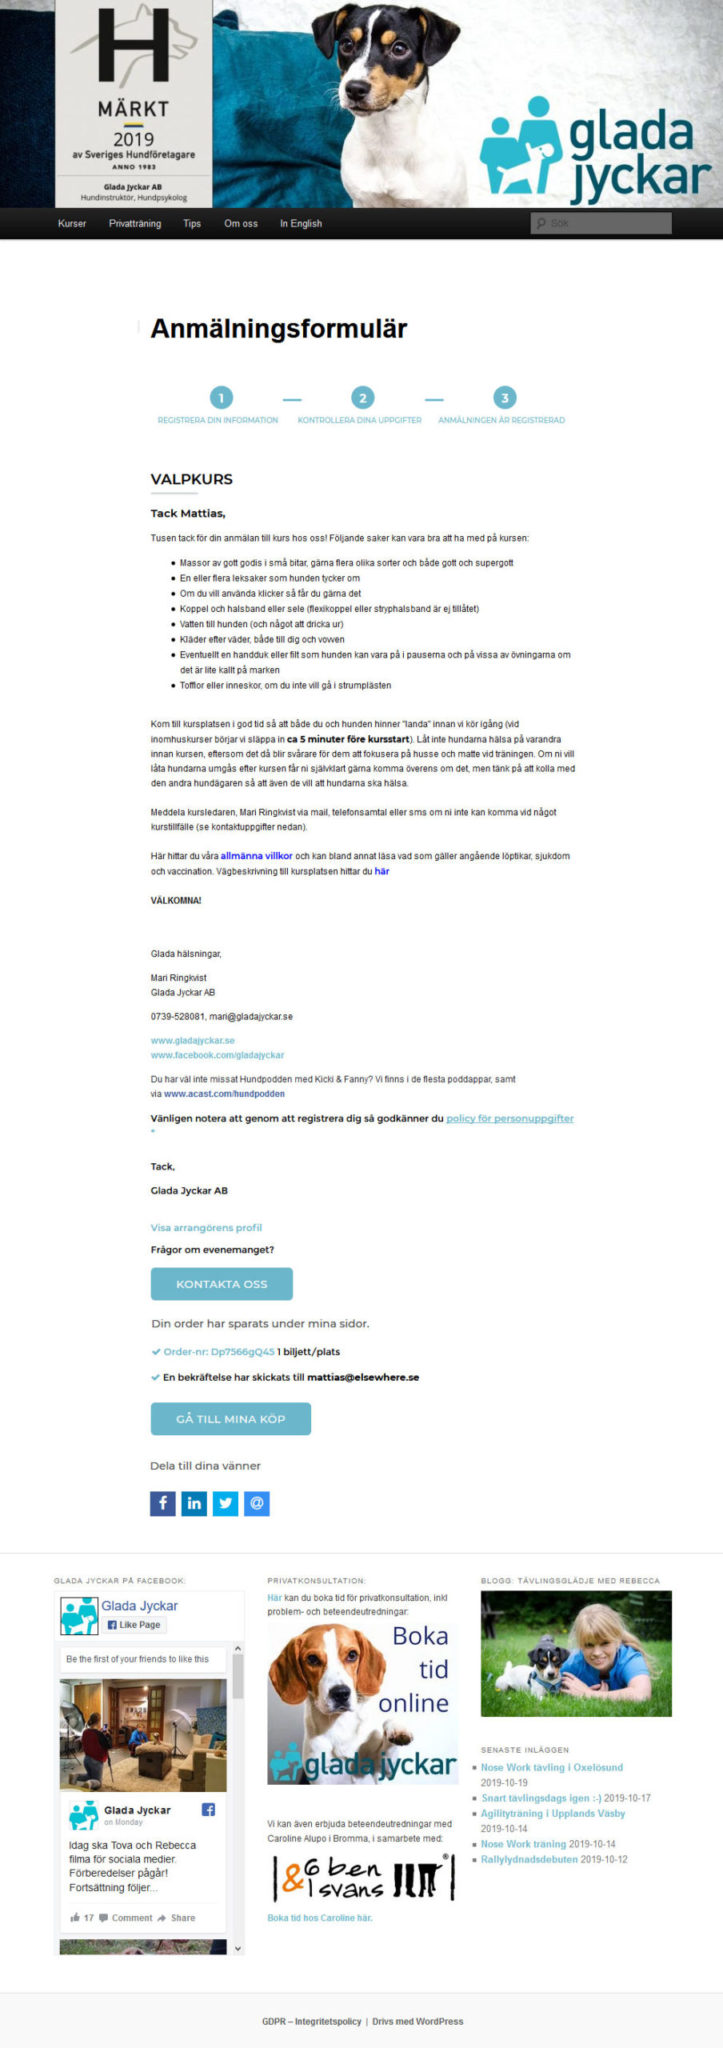 H
MÄRKT
2019
av Sveriges Hundföretagare
ANNO 1983
Glada Jyckar AB
Hundinstruktör, Hundpsykolog
glada
jyckar
Kurser Privatträning Tips Om oss In English Sök
Anmälningsformulär
1 2 3
REGISTRERA DIN INFORMATION KONTROLLERA DINA UPPGIFTER ANMÄLNINGEN ÄR REGISTRERAD
VALPKURS
Tack Mattias,
Tusen tack för din anmälan till kurs hos oss! Följande saker kan vara bra att ha med på kursen:
Massor av gott godis i små bitar, gärna flera olika sorter och både gott och supergott
En eller flera leksaker som hunden tycker om
Om du vill använda klicker så får du gärna det
Koppel och halsband eller sele (flexikoppel eller stryphalsband är ej tillåtet)
Vatten till hunden (och något att dricka ur)
Kläder efter väder, både till dig och vovven
Eventuellt en handduk eller filt som hunden kan vara på i pauserna och på vissa av övningarna om
det är lite kallt på marken
Tofflor eller inneskor, om du inte vill gå i strumplästen
Kom till kursplatsen i god tid så att både du och hunden hinner "landa" innan vi kör igång (vid
inomhuskurser börjar vi släppa in ca 5 minuter före kursstart). Låt inte hundarna hälsa på varandra
innan kursen, eftersom det då blir svårare för dem att fokusera på husse och matte vid träningen. Om ni vill
låta hundarna umgås efter kursen får ni självklart gärna komma överens om det, men tänk på att kolla med
den andra hundägaren så att även de vill att hundarna ska hälsa.
Meddela kursledaren, Mari Ringkvist via mail, telefonsamtal eller sms om ni inte kan komma vid något
kurstillfälle (se kontaktuppgifter nedan).
Här hittar du våra allmänna villkor och kan bland annat läsa vad som gäller angående löptikar, sjukdom
och vaccination. Vägbeskrivning till kursplatsen hittar du här
VÄLKOMNA!
Glada hälsningar,
Mari Ringkvist
Glada Jyckar AB
0739-528081, mari@gladajyckar.se
www.gladajyckar.se
www.facebook.com/gladajyckar
Du har väl inte missat Hundpodden med Kicki & Fanny? Vi finns i de flesta poddappar, samt
via www.acast.com/hundpodden
Vänligen notera att genom att registrera dig så godkänner du policy för personuppgifter
*
Tack,
Glada Jyckar AB
Visa arrangörens profil
Frågor om evenemanget?
KONTAKTA OSS
Din order har sparats under mina sidor.
Order-nr: Dp7566gQ45 1 biljett/plats
En bekräftelse har skickats till mattias@elsewhere.se
GÅ TILL MINA KÖP
Dela till dina vänner
f in @
GLADA JYCKAR PÅ FACEBOOK:
Glada Jyckar
Like Page
Be the first of your friends to like this
Glada Jyckar
on Monday
Idag ska Tova och Rebecca
filma för sociala medier.
Förberedelser pågår!
Fortsättning följer...
17 Comment Share
PRIVATKONSULTATION:
Här kan du boka tid för privatkonsultation, inkl
problem- och beteendeutredningar:
Boka
tid
online
glada jyckar
Vi kan även erbjuda beteendeutredningar med
Caroline Alupo i Bromma, i samarbete med:
& 6 ben
1 svans ®
Boka tid hos Caroline här.
BLOGG: TÄVLINGSGLÄDJE MED REBECCA
SENASTE INLÄGGEN
Nose Work tävling i Oxelösund
2019-10-19
Snart tävlingsdags igen :-) 2019-10-17
Agilityträning i Upplands Väsby
2019-10-14
Nose Work träning 2019-10-14
Rallylydnadsdebuten 2019-10-12
GDPR – Integritetspolicy | Drivs med WordPress